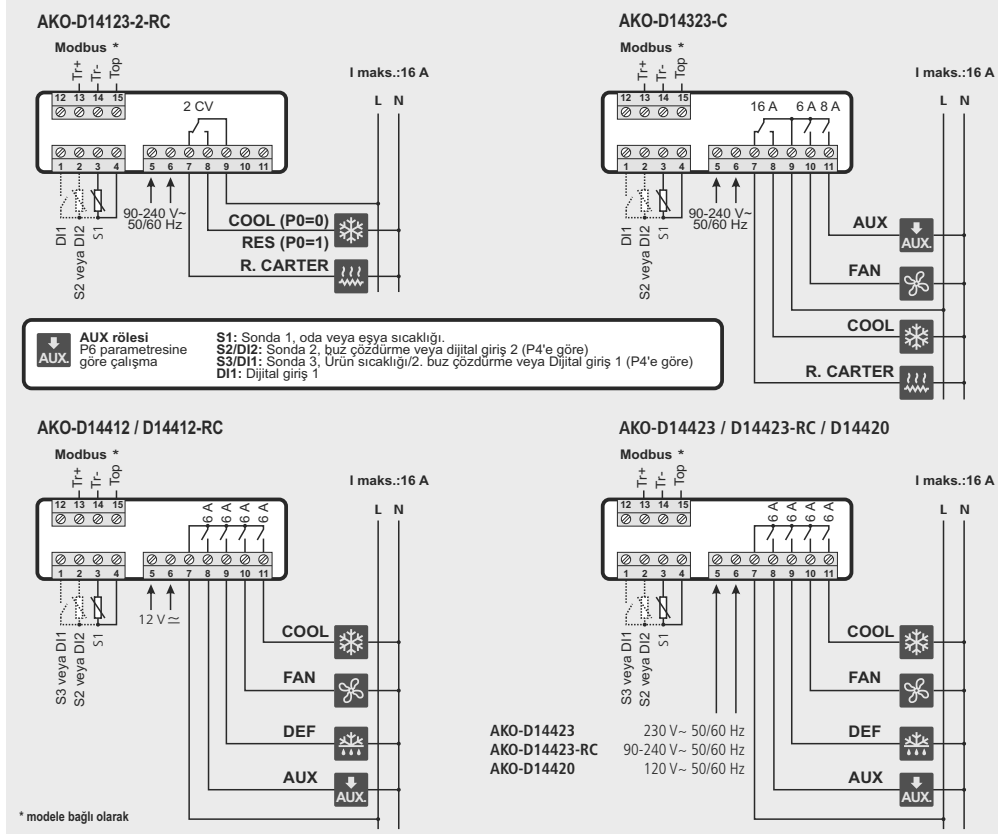 AKO-D14123-2-RC
Modbus *
Tr+
Tr-
Top
I maks.:16 A
12 13 14 15
2 CV
L N
1 2 3 4 5 6 7 8 9 10 11
90-240 V~
50/60 Hz
DI1
S2 veya DI2
S1
COOL (P0=0)
RES (P0=1)
R. CARTER
AKO-D14323-C
Modbus *
Tr+
Tr-
Top
I maks.:16 A
12 13 14 15
16 A 6 A 8 A
L N
1 2 3 4 5 6 7 8 9 10 11
90-240 V~
50/60 Hz
DI1
S2 veya DI2
S1
AUX
AUX.
FAN
COOL
R. CARTER
AUX.
AUX rölesi
P6 parametresine
göre çalışma
S1: Sonda 1, oda veya eşya sıcaklığı.
S2/DI2: Sonda 2, buz çözdürme veya dijital giriş 2 (P4'e göre)
S3/DI1: Sonda 3, Ürün sıcaklığı/2. buz çözdürme veya Dijital giriş 1 (P4'e göre)
DI1: Dijital giriş 1
AKO-D14412 / D14412-RC
Modbus *
Tr+
Tr-
Top
I maks.:16 A
12 13 14 15
6 A 6 A 6 A 6 A
L N
1 2 3 4 5 6 7 8 9 10 11
12 V ≃
S3 veya DI1
S2 veya DI2
S1
COOL
FAN
DEF
AUX
AUX.
* modele bağlı olarak
AKO-D14423 / D14423-RC / D14420
Modbus *
Tr+
Tr-
Top
I maks.:16 A
12 13 14 15
6 A 6 A 6 A 6 A
L N
1 2 3 4 5 6 7 8 9 10 11
S3 veya DI1
S2 veya DI2
S1
COOL
FAN
DEF
AUX
AUX.
AKO-D14423 230 V~ 50/60 Hz
AKO-D14423-RC 90-240 V~ 50/60 Hz
AKO-D14420 120 V~ 50/60 Hz